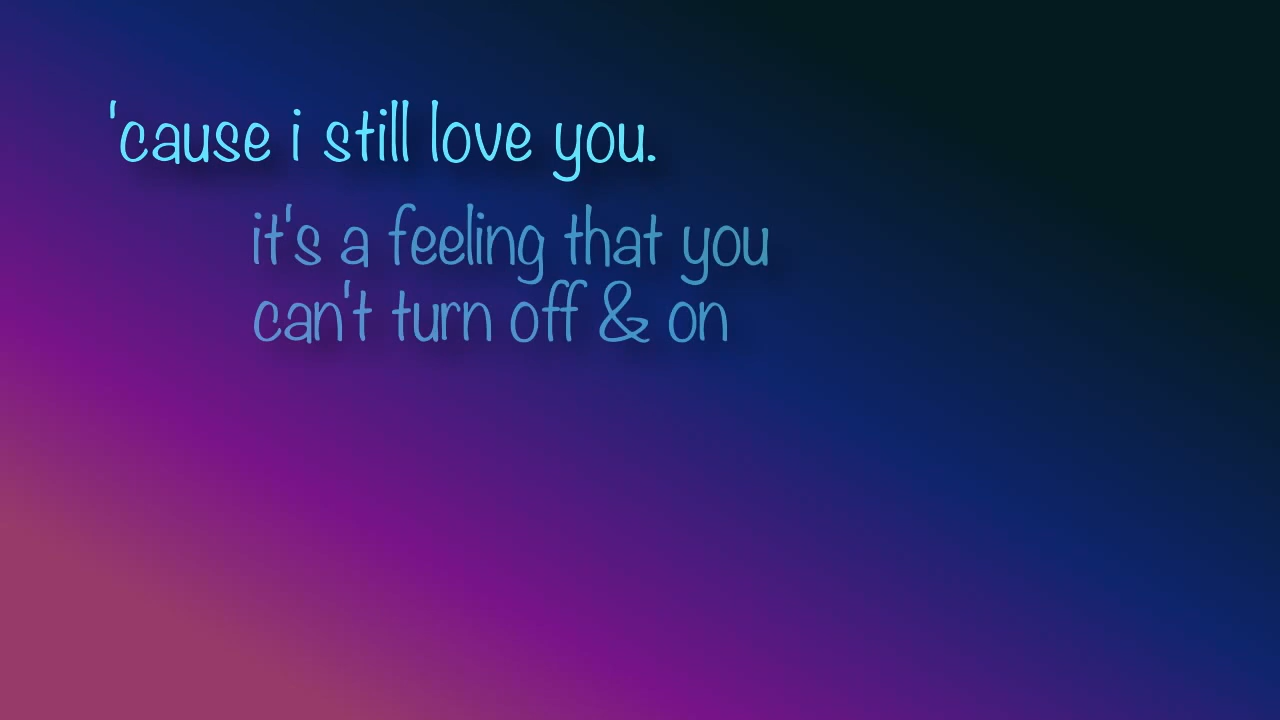 'cause i still love you.
it's a feeling that you
can't turn off & on